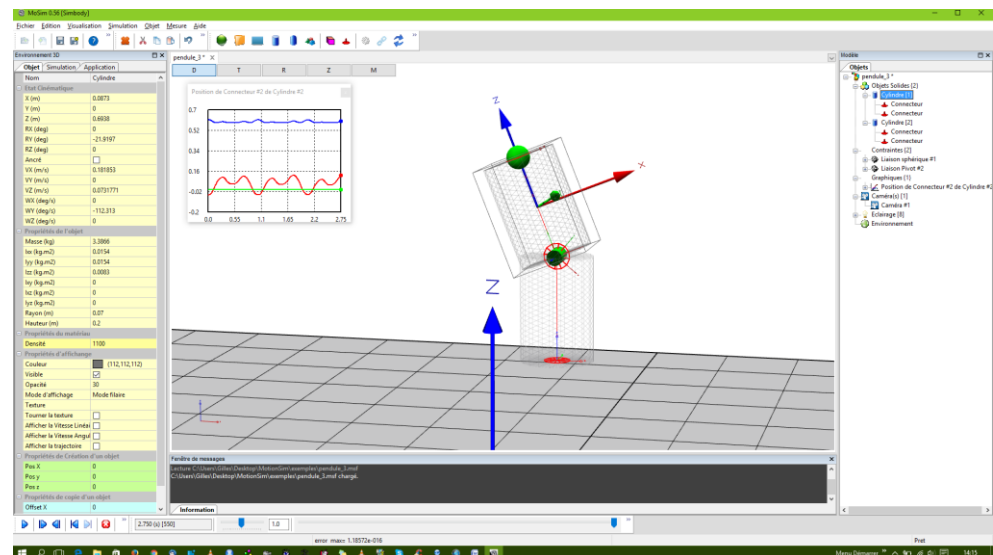 MoSim 0.36 [Simbody]
Fichier Edition Visualisation Simulation Objet Mesure Aide
Environnement 3D
Objet Simulation Application
Nom Cylindre
Etat Cinématique
X (m) 0.0873
Y (m) 0
Z (m) 0.6938
RX (deg) 0
RY (deg) -21.9197
RZ (deg) 0
Ancré
VX (m/s) 0.181853
VY (m/s) 0
VZ (m/s) 0.0731771
WX (deg/s) 0
WY (deg/s) -112.313
WZ (deg/s) 0
Propriétés de l'objet
Masse (kg) 3.3866
Ixx (kg.m2) 0.0154
Iyy (kg.m2) 0.0154
Izz (kg.m2) 0.0083
Ixy (kg.m2) 0
Ixz (kg.m2) 0
Iyz (kg.m2) 0
Rayon (m) 0.07
Hauteur (m) 0.2
Propriétés du matériau
Densité 1100
Propriétés d'affichage
Couleur (112,112,112)
Visible
Opacité 30
Mode d'affichage Mode filaire
Texture
Tourner la texture
Afficher la Vitesse Linéai
Afficher la Vitesse Angul
Afficher la trajectoire
Propriétés de Création d'un objet
Pos X 0
Pos y 0
Pos z 0
Propriétés de copie d'un objet
Offset X 0
pendule_3 * X
D T R Z M
Position de Connecteur #2 de Cylindre #2
0.7
0.52
0.34
0.16
-0.02
-0.2
0.0 0.55 1.1 1.65 2.2 2.75
Z
X
Z
Fenêtre de messages
Lecture C:\Users\Gilles\Desktop\MotionSim\exemples\pendule_3.msf
C:\Users\Gilles\Desktop\MotionSim\exemples\pendule_3.msf chargé.
Information
Modèle
Objets
pendule_3 *
Objets Solides [2]
Cylindre [1]
Connecteur
Connecteur
Cylindre [2]
Connecteur
Connecteur
Contraintes [2]
Liaison sphérique #1
Liaison Pivot #2
Graphiques [1]
Position de Connecteur #2 de Cylindre #2
Caméra(s) [1]
Caméra #1
Eclairage [8]
Environnement
2.750 (s) [550] 1.0
error max= 1.18572e-016
Pret
Menu Démarrer
14:15